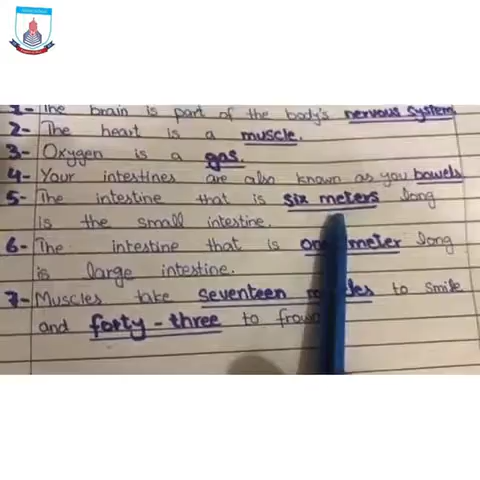 1- The brain is part of the body's nervous system
2- The heart is a muscle.
3- Oxygen is a gas.
4- Your intestines are also known as you bowels
5- The intestine that is six meters long
is the small intestine.
6- The intestine that is one meter long
is large intestine.
7- Muscles take seventeen to smile
and forty-three to frown